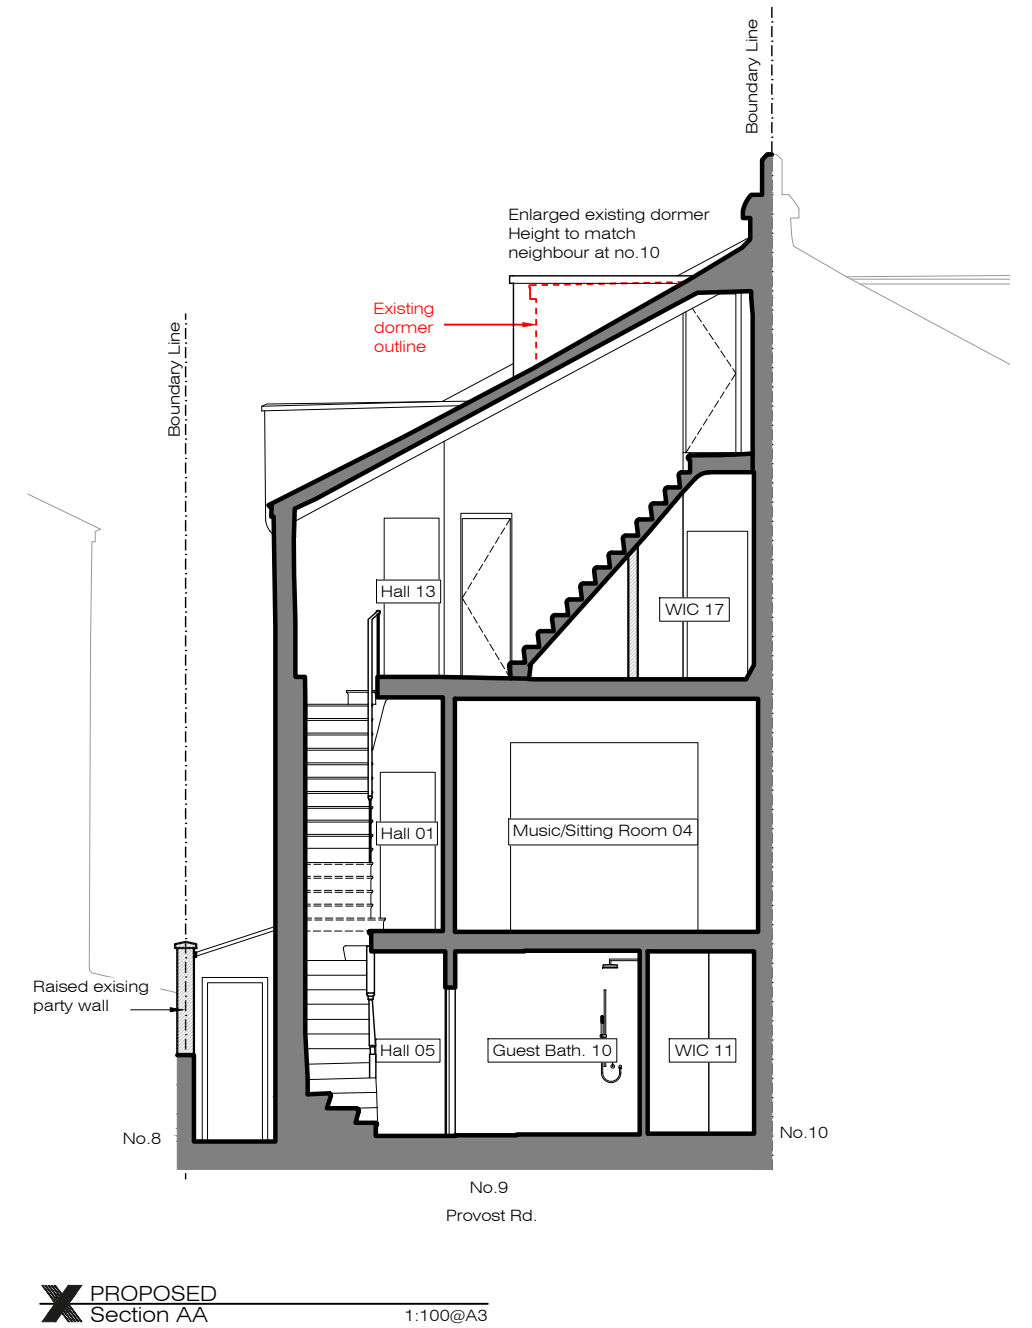 Boundary Line
Enlarged existing dormer
Height to match
neighbour at no.10
Existing
dormer
outline
Boundary Line
Hall 13
WIC 17
Hall 01
Music/Sitting Room 04
Raised exising
party wall
Hall 05
Guest Bath. 10
WIC 11
No.8
No.10
No.9
Provost Rd.
PROPOSED
Section AA
1:100@A3